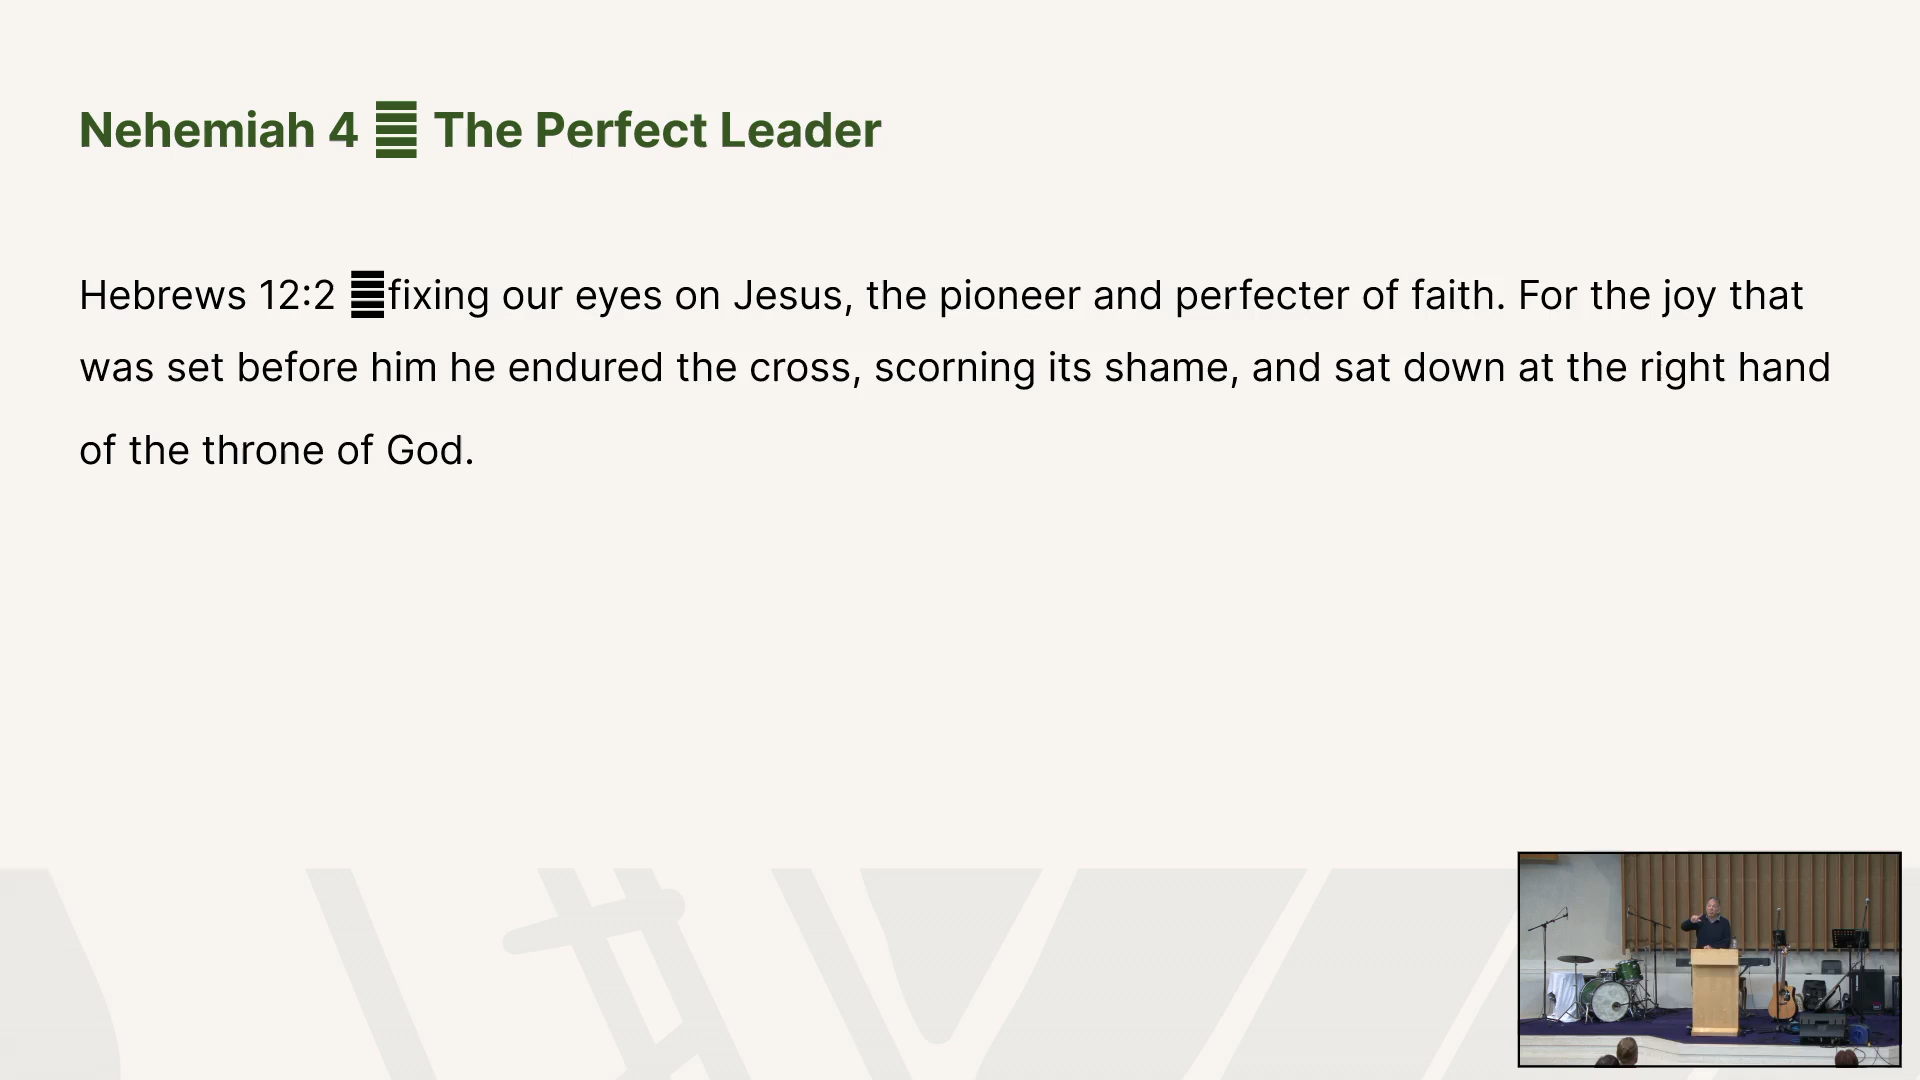 Nehemiah 4 The Perfect Leader
Hebrews 12:2 fixing our eyes on Jesus, the pioneer and perfecter of faith. For the joy that
was set before him he endured the cross, scorning its shame, and sat down at the right hand
of the throne of God.